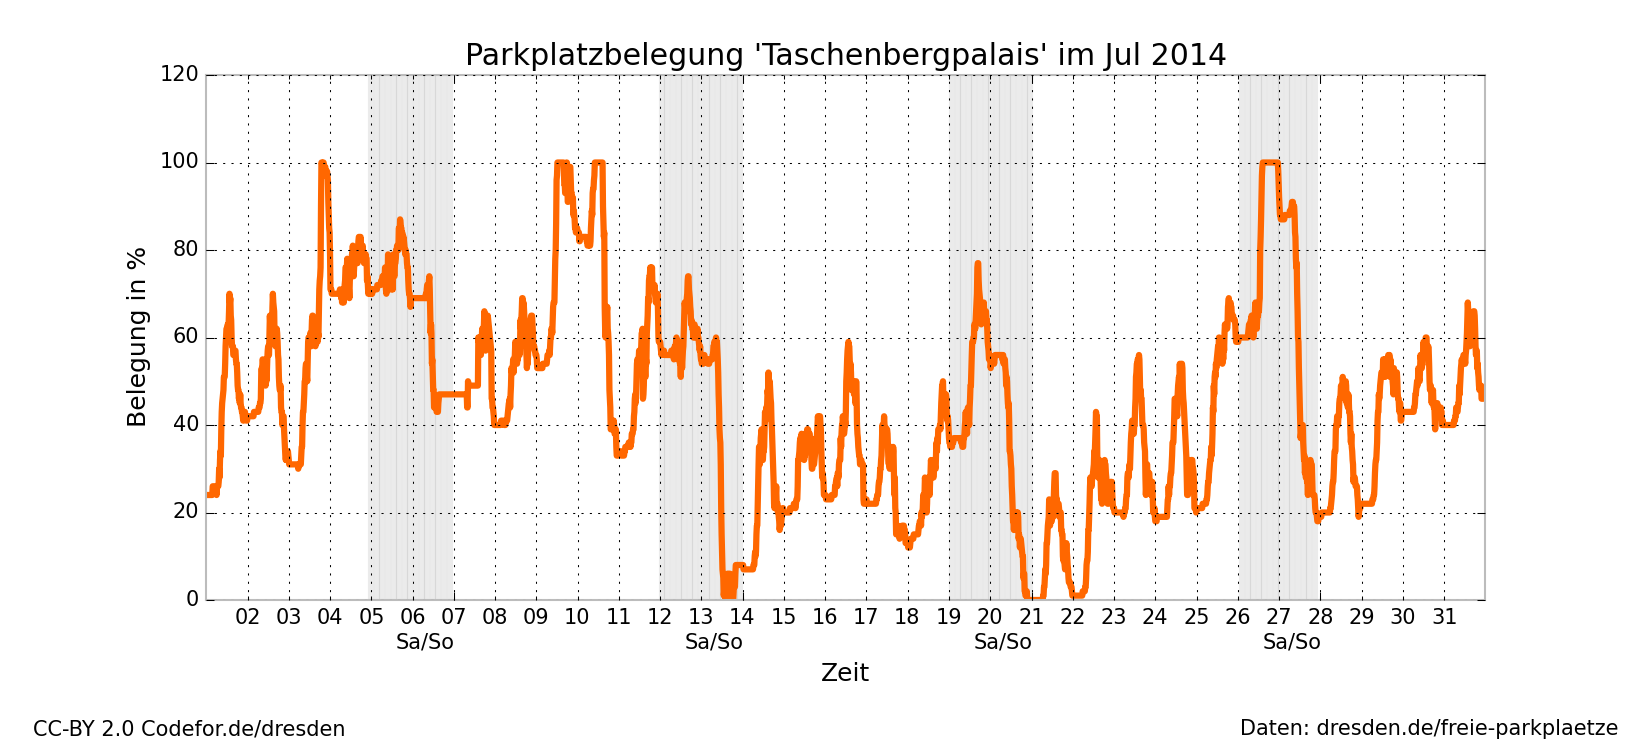 Parkplatzbelegung 'Taschenbergpalais' im Jul 2014
120
100
80
60
40
20
0
Belegung in %
02 03 04 05 06 07 08 09 10 11 12 13 14 15 16 17 18 19 20 21 22 23 24 25 26 27 28 29 30 31
Sa/So Sa/So Sa/So Sa/So
Zeit
CC-BY 2.0 Codefor.de/dresden
Daten: dresden.de/freie-parkplaetze